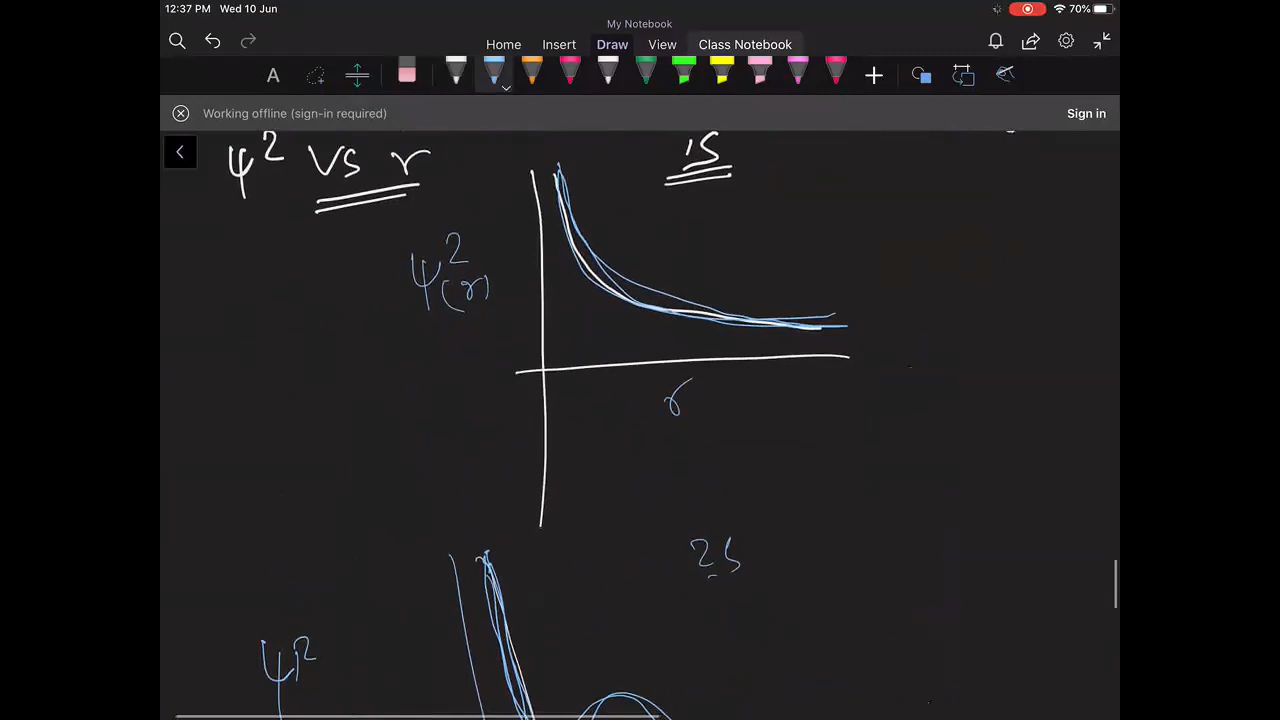 12:37 PM Wed 10 Jun
70%
My Notebook
Home Insert Draw View Class Notebook
A
Working offline (sign-in required)
Sign in
ψ² VS r
1S
ψ²(r)
r
2S
ψ²